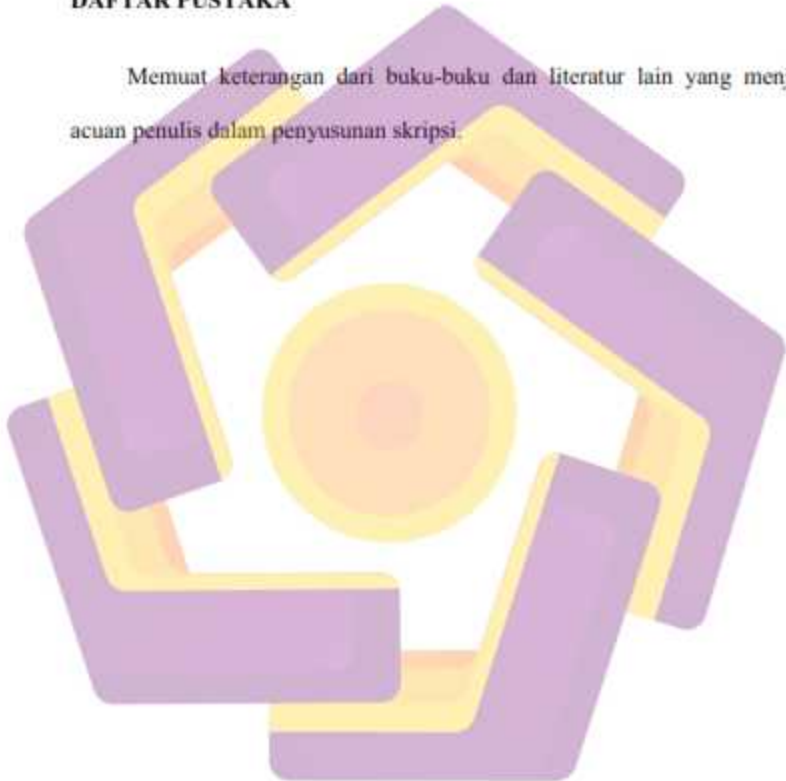 DAFTAR PUSTAKA
Memuat keterangan dari buku-buku dan literatur lain yang
acuan penulis dalam penyusunan skripsi.